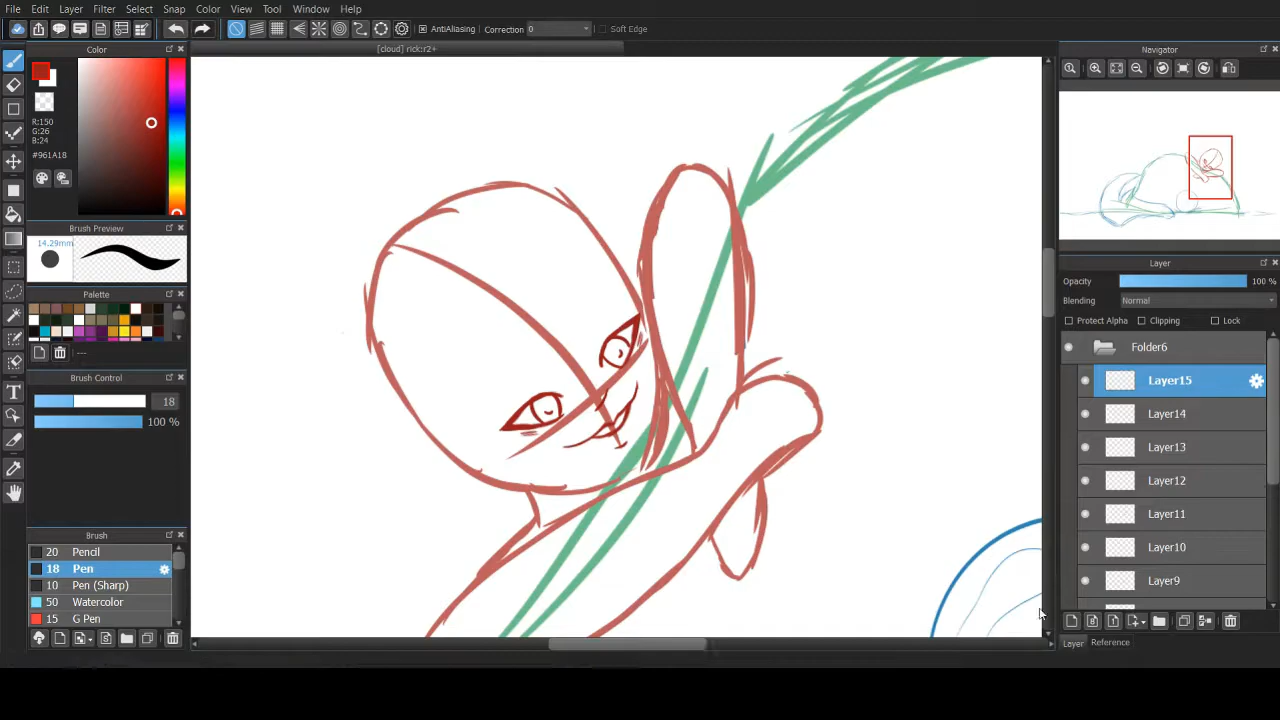 File Edit Layer Filter Select Snap Color View Tool Window Help
AntiAliasing Correction 0 Soft Edge
Color
[cloud] rick:r2+
Navigator
R:150
G:26
B:24
#961A18
Brush Preview
14.29mm
Palette
---
Brush Control
18
100 %
Brush
20 Pencil
18 Pen
10 Pen (Sharp)
50 Watercolor
15 G Pen
Layer
Opacity 100 %
Blending Normal
Protect Alpha Clipping Lock
Folder6
Layer15
Layer14
Layer13
Layer12
Layer11
Layer10
Layer9
Layer Reference